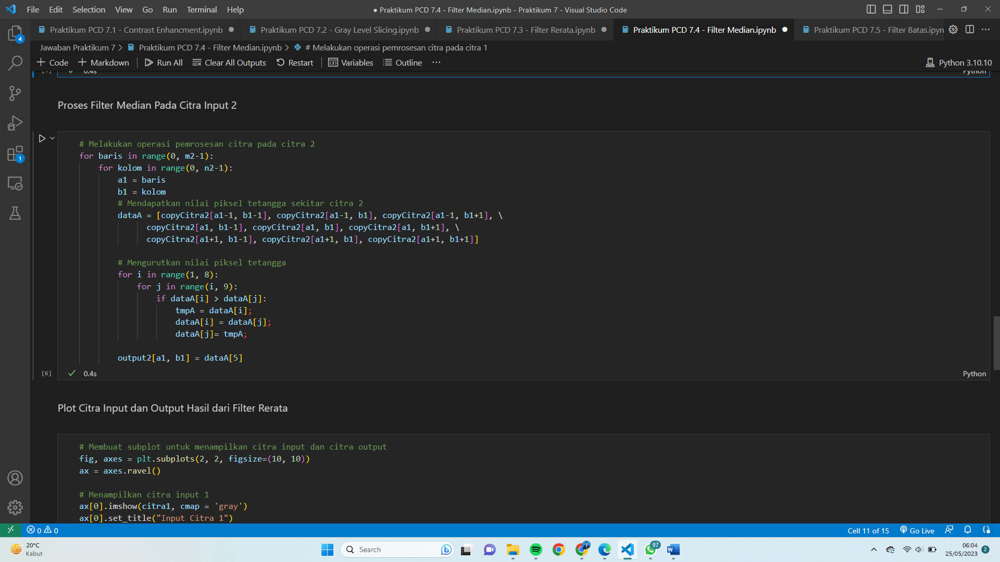 File Edit Selection View Go Run Terminal Help
● Praktikum PCD 7.4 - Filter Median.ipynb - Praktikum 7 - Visual Studio Code
Praktikum PCD 7.1 - Contrast Enhancment.ipynb
Praktikum PCD 7.2 - Gray Level Slicing.ipynb
Praktikum PCD 7.3 - Filter Rerata.ipynb
Praktikum PCD 7.4 - Filter Median.ipynb
Praktikum PCD 7.5 - Filter Batas.ipyn
Jawaban Praktikum 7 > Praktikum PCD 7.4 - Filter Median.ipynb > # Melakukan operasi pemrosesan citra pada citra 1
+ Code + Markdown Run All Clear All Outputs Restart Variables Outline ···
Python 3.10.10
[5] 0.4s Python
Proses Filter Median Pada Citra Input 2
# Melakukan operasi pemrosesan citra pada citra 2
for baris in range(0, m2-1):
for kolom in range(0, n2-1):
a1 = baris
b1 = kolom
# Mendapatkan nilai piksel tetangga sekitar citra 2
dataA = [copyCitra2[a1-1, b1-1], copyCitra2[a1-1, b1], copyCitra2[a1-1, b1+1], \
copyCitra2[a1, b1-1], copyCitra2[a1, b1], copyCitra2[a1, b1+1], \
copyCitra2[a1+1, b1-1], copyCitra2[a1+1, b1], copyCitra2[a1+1, b1+1]]
# Mengurutkan nilai piksel tetangga
for i in range(1, 8):
for j in range(i, 9):
if dataA[i] > dataA[j]:
tmpA = dataA[i];
dataA[i] = dataA[j];
dataA[j]= tmpA;
output2[a1, b1] = dataA[5]
[6] 0.4s Python
Plot Citra Input dan Output Hasil dari Filter Rerata
# Membuat subplot untuk menampilkan citra input dan citra output
fig, axes = plt.subplots(2, 2, figsize=(10, 10))
ax = axes.ravel()
# Menampilkan citra input 1
ax[0].imshow(citra1, cmap = 'gray')
ax[0].set_title("Input Citra 1")
4
1
0 0
Cell 11 of 15 Go Live
20°C
Kabut
Search
97
06:04
25/05/2023
2